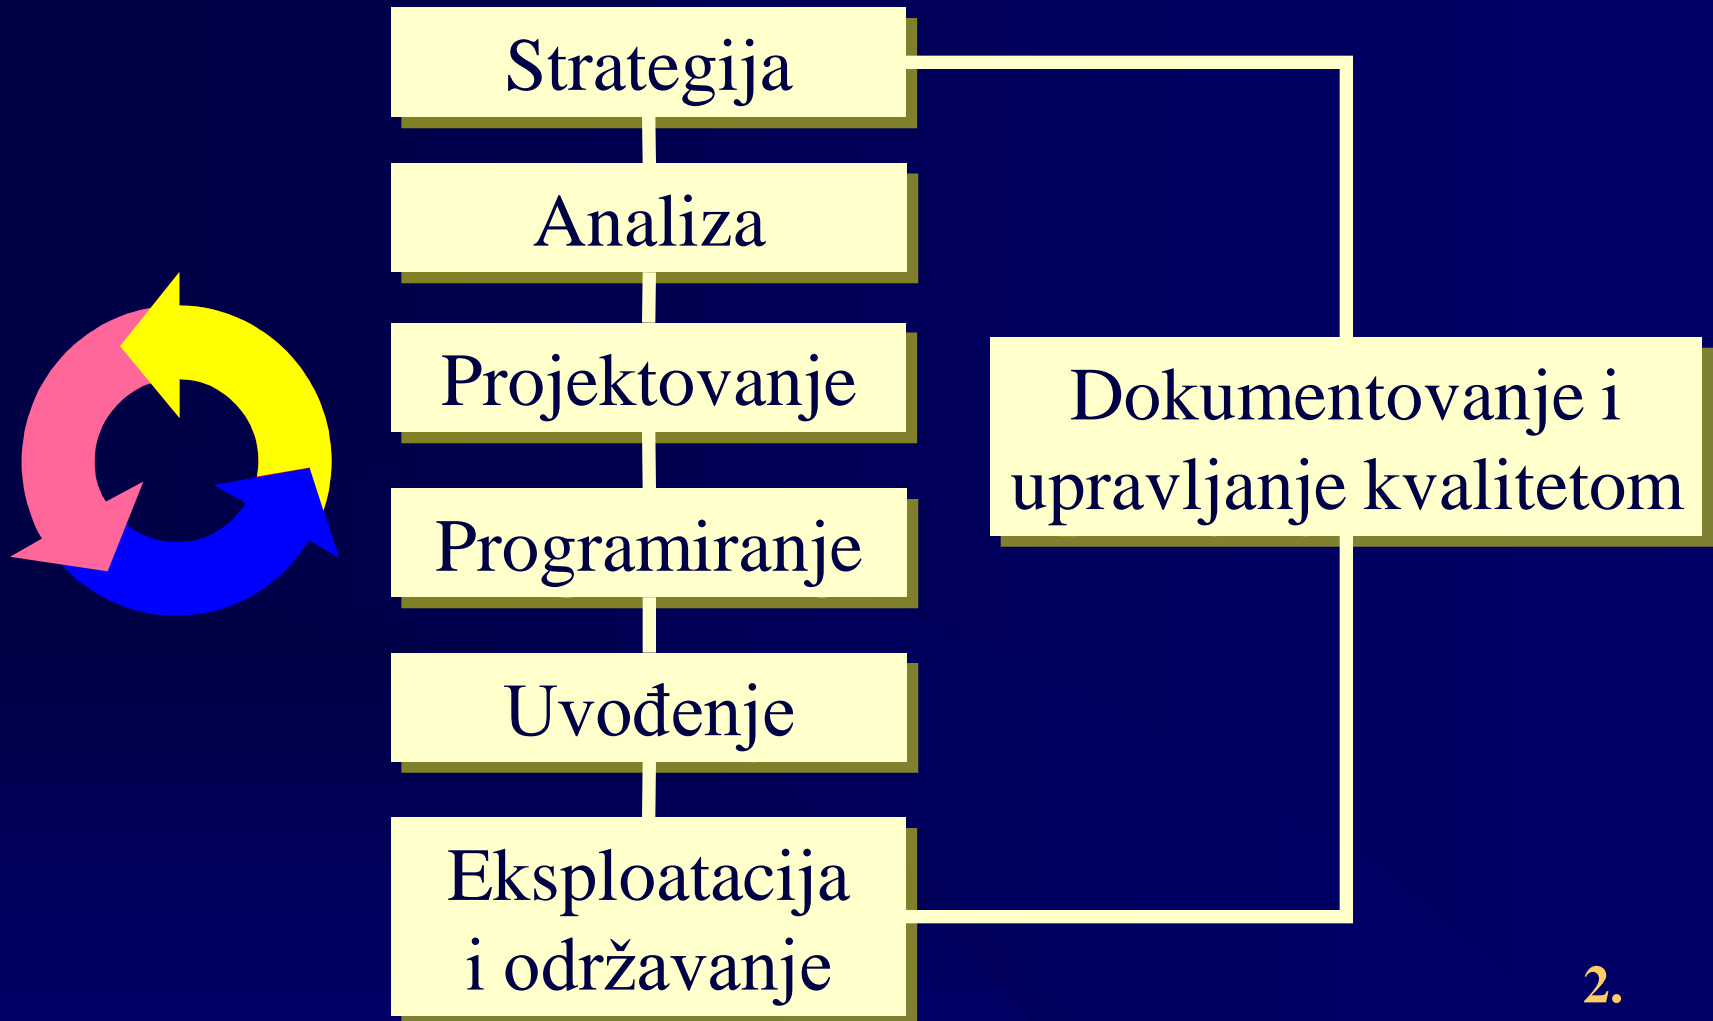 Strategija
Analiza
Projektovanje
Programiranje
Uvođenje
Eksploatacija
i održavanje
Dokumentovanje i
upravljanje kvalitetom
2.